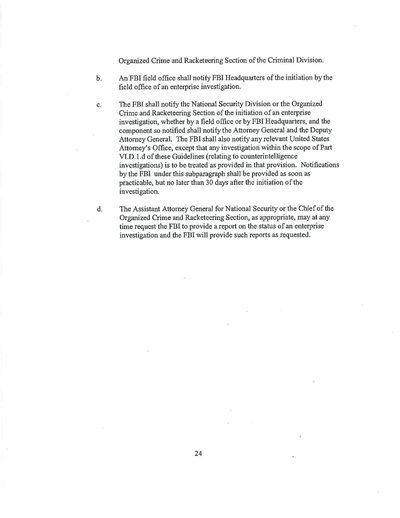 Organized Crime and Racketeering Section of the Criminal Division.
b. An FBI field office shall notify FBI Headquarters of the initiation by the
field office of an enterprise investigation.
c. The FBI shall notify the National Security Division or the Organized
Crime and Racketeering Section of the initiation of an enterprise
investigation, whether by a field office or by FBI Headquarters, and the
component so notified shall notify the Attorney General and the Deputy
Attorney General. The FBI shall also notify any relevant United States
Attorney's Office, except that any investigation within the scope of Part
VI.D.1.d of these Guidelines (relating to counterintelligence
investigations) is to be treated as provided in that provision. Notifications
by the FBI under this subparagraph shall be provided as soon as
practicable, but no later than 30 days after the initiation of the
investigation.
d. The Assistant Attorney General for National Security or the Chief of the
Organized Crime and Racketeering Section, as appropriate, may at any
time request the FBI to provide a report on the status of an enterprise
investigation and the FBI will provide such reports as requested.
24